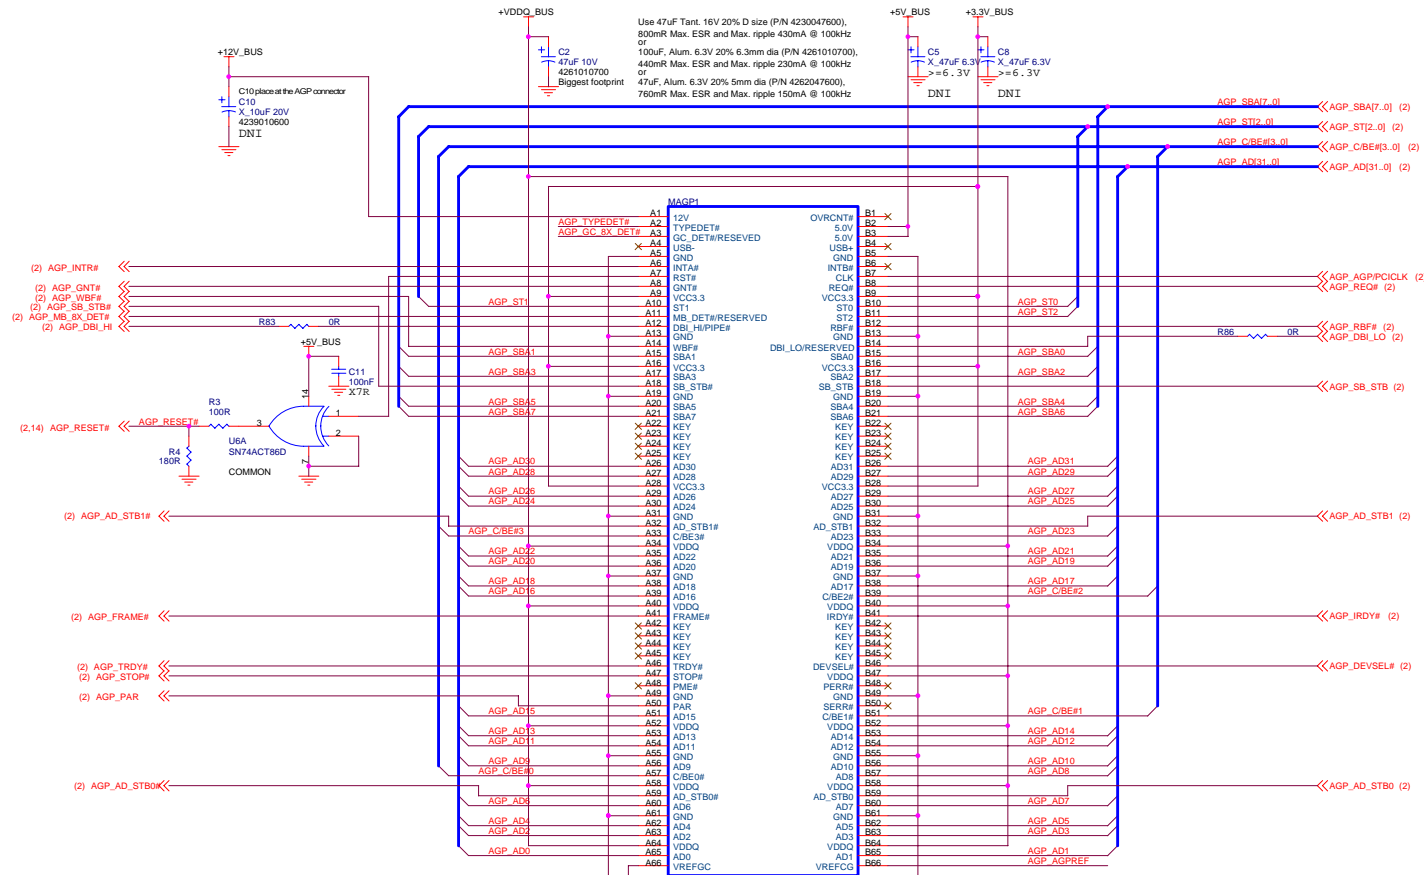 +VDDQ_BUS
+5V_BUS
+3.3V_BUS
Use 47uF Tant. 16V 20% D size (P/N 4230047600),
800mR Max. ESR and Max. ripple 430mA @ 100kHz
or
100uF, Alum. 6.3V 20% 6.3mm dia (P/N 4261010700)
440mR Max. ESR and Max. ripple 230mA @ 100kHz
or
47uF, Alum. 6.3V 20% 5mm dia (P/N 4262047600),
760mR Max. ESR and Max. ripple 150mA @ 100kHz
+12V_BUS
C2
47uF 10V
4261010700
Biggest footprint
C5
X_47uF 6.3V
>=6.3V
DNI
C8
X_47uF 6.3V
>=6.3V
DNI
C10 place at the AGP connector
C10
X_10uF 20V
4239010600
DNI
AGP_SBA[7..0]
AGP_SBA[7..0] (2)
AGP_ST[2..0]
AGP_ST[2..0] (2)
AGP_C/BE#[3..0]
AGP_C/BE#[3..0] (2)
AGP_AD[31..0]
AGP_AD[31..0] (2)
MAGP1
A1 12V OVRCNT# B1
AGP_TYPEDET# A2 TYPEDET# 5.0V B2
AGP_GC_8X_DET# A3 GC_DET#/RESEVED 5.0V B3
A4 USB- USB+ B4
A5 GND GND B5
(2) AGP_INTR# A6 INTA# INTB# B6
A7 RST# CLK B7 AGP_AGP/PCICLK (2
(2) AGP_GNT# A8 GNT# REQ# B8 AGP_REQ# (2)
(2) AGP_WBF# A9 VCC3.3 VCC3.3 B9
(2) AGP_SB_STB# AGP_ST1 A10 ST1 ST0 B10 AGP_ST0
(2) AGP_MB_8X_DET# A11 MB_DET#/RESERVED ST2 B11 AGP_ST2
(2) AGP_DBI_HI R83 0R A12 DBI_HI/PIPE# RBF# B12 AGP_RBF# (2)
A13 GND GND B13 R86 0R AGP_DBI_LO (2)
A14 WBF# DBI_LO/RESERVED B14
AGP_SBA1 A15 SBA1 SBA0 B15 AGP_SBA0
A16 VCC3.3 VCC3.3 B16
AGP_SBA3 A17 SBA3 SBA2 B17 AGP_SBA2
A18 SB_STB# SB_STB B18 AGP_SB_STB (2)
A19 GND GND B19
AGP_SBA5 A20 SBA5 SBA4 B20 AGP_SBA4
AGP_SBA7 A21 SBA7 SBA6 B21 AGP_SBA6
A22 KEY KEY B22
A23 KEY KEY B23
A24 KEY KEY B24
A25 KEY KEY B25
AGP_AD30 A26 AD30 AD31 B26 AGP_AD31
AGP_AD28 A27 AD28 AD29 B27 AGP_AD29
A28 VCC3.3 VCC3.3 B28
AGP_AD26 A29 AD26 AD27 B29 AGP_AD27
AGP_AD24 A30 AD24 AD25 B30 AGP_AD25
(2) AGP_AD_STB1# A31 GND GND B31 AGP_AD_STB1 (2)
A32 AD_STB1# AD_STB1 B32
AGP_C/BE#3 A33 C/BE3# AD23 B33 AGP_AD23
A34 VDDQ VDDQ B34
AGP_AD22 A35 AD22 AD21 B35 AGP_AD21
AGP_AD20 A36 AD20 AD19 B36 AGP_AD19
A37 GND GND B37
AGP_AD18 A38 AD18 AD17 B38 AGP_AD17
AGP_AD16 A39 AD16 C/BE2# B39 AGP_C/BE#2
A40 VDDQ VDDQ B40
(2) AGP_FRAME# A41 FRAME# IRDY# B41 AGP_IRDY# (2)
A42 KEY KEY B42
A43 KEY KEY B43
A44 KEY KEY B44
A45 KEY KEY B45
(2) AGP_TRDY# A46 TRDY# DEVSEL# B46 AGP_DEVSEL# (2)
(2) AGP_STOP# A47 STOP# VDDQ B47
A48 PME# PERR# B48
(2) AGP_PAR A49 GND GND B49
A50 PAR SERR# B50
AGP_AD15 A51 AD15 C/BE1# B51 AGP_C/BE#1
A52 VDDQ VDDQ B52
AGP_AD13 A53 AD13 AD14 B53 AGP_AD14
AGP_AD11 A54 AD11 AD12 B54 AGP_AD12
A55 GND GND B55
AGP_AD9 A56 AD9 AD10 B56 AGP_AD10
AGP_C/BE#0 A57 C/BE0# AD8 B57 AGP_AD8
(2) AGP_AD_STB0# A58 VDDQ VDDQ B58 AGP_AD_STB0 (2)
A59 AD_STB0# AD_STB0 B59
AGP_AD6 A60 AD6 AD7 B60 AGP_AD7
A61 GND GND B61
AGP_AD4 A62 AD4 AD5 B62 AGP_AD5
AGP_AD2 A63 AD2 AD3 B63 AGP_AD3
A64 VDDQ VDDQ B64
AGP_AD0 A65 AD0 AD1 B65 AGP_AD1
A66 VREFGC VREFCG B66 AGP_AGPREF
+5V_BUS
C11
100nF
X7R
14
R3
100R
1
2
3
7
(2,14) AGP_RESET#
AGP_RESET#
R4
180R
U6A
SN74ACT86D
COMMON